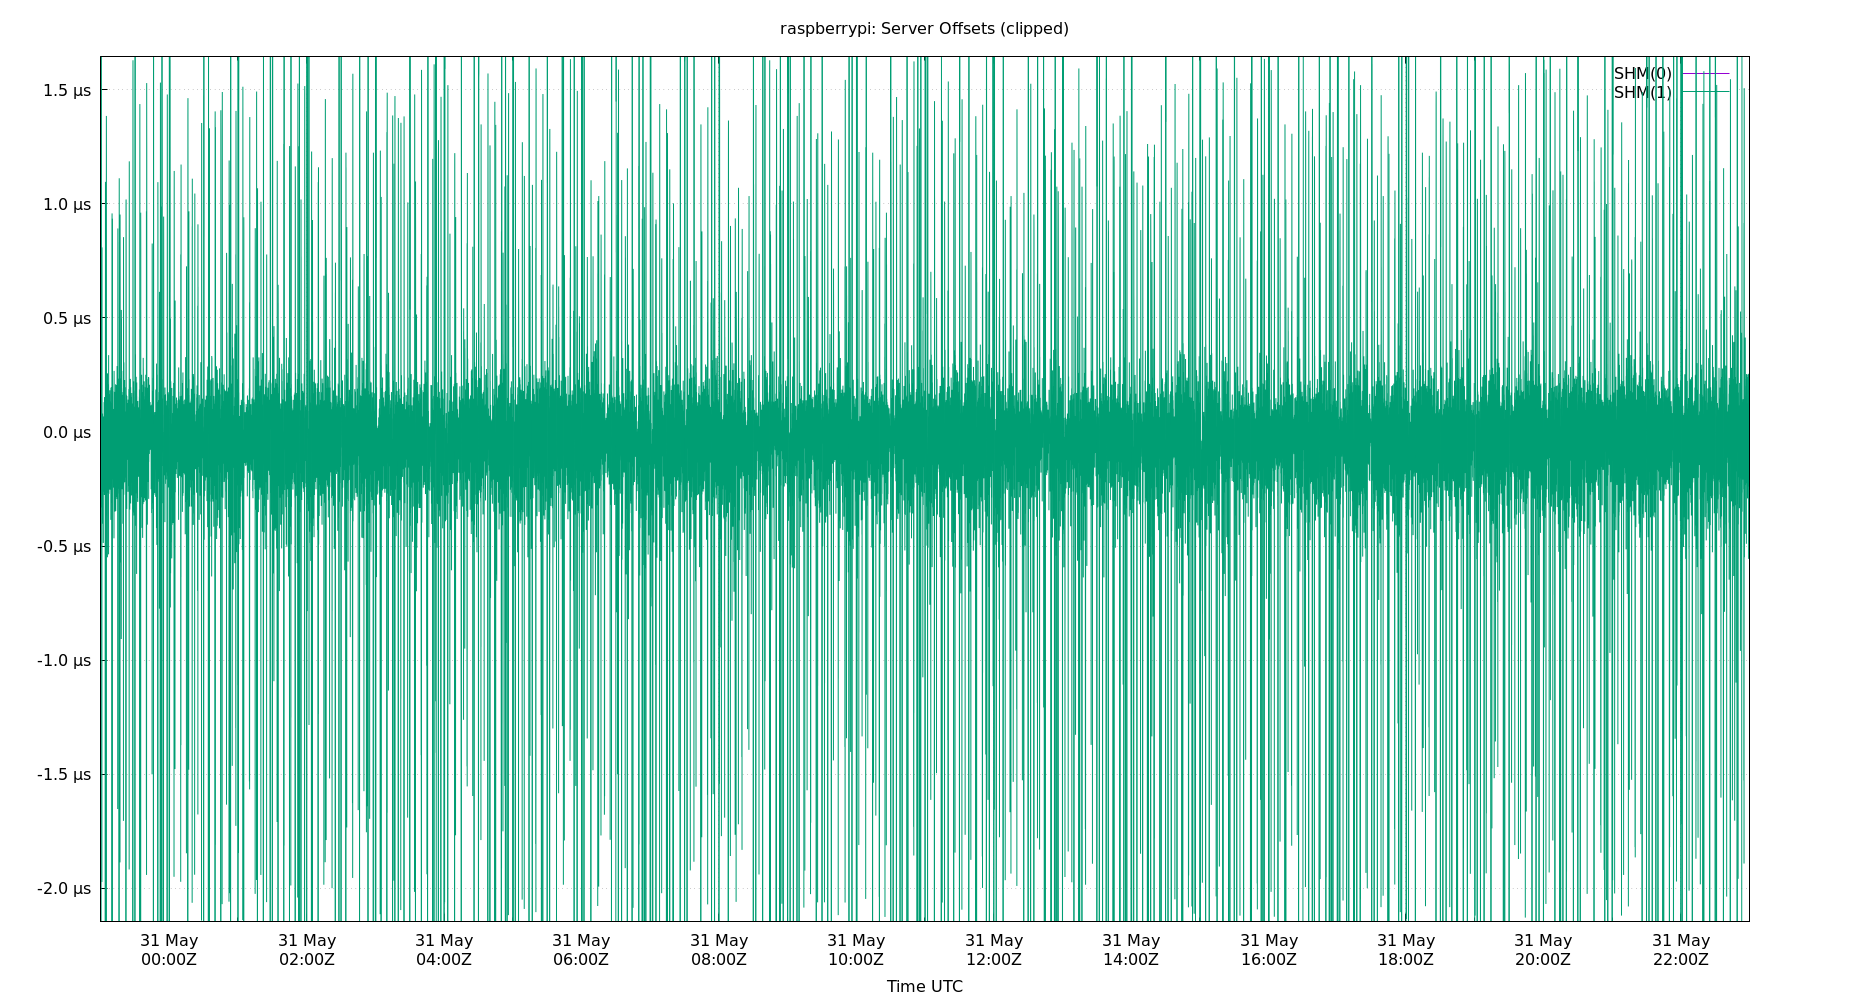 raspberrypi: Server Offsets (clipped)
SHM(0)
SHM(1)
1.5 µs
1.0 µs
0.5 µs
0.0 µs
-0.5 µs
-1.0 µs
-1.5 µs
-2.0 µs
31 May 31 May 31 May 31 May 31 May 31 May 31 May 31 May 31 May 31 May 31 May 31 May
00:00Z 02:00Z 04:00Z 06:00Z 08:00Z 10:00Z 12:00Z 14:00Z 16:00Z 18:00Z 20:00Z 22:00Z
Time UTC